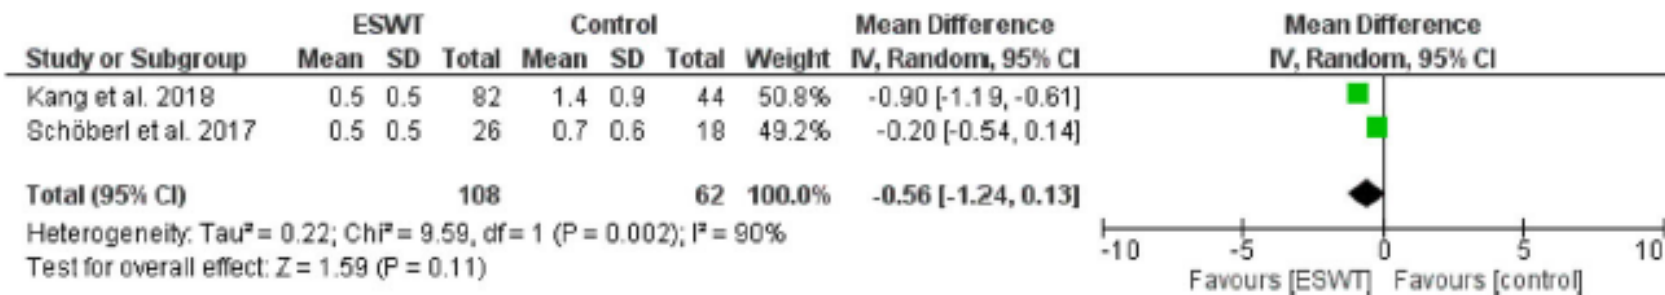 ESWT Control Mean Difference Mean Difference
Study or Subgroup Mean SD Total Mean SD Total Weight IV, Random, 95% CI IV, Random, 95% CI
Kang et al. 2018 0.5 0.5 82 1.4 0.9 44 50.8% -0.90 [-1.19, -0.61]
Schöberl et al. 2017 0.5 0.5 26 0.7 0.6 18 49.2% -0.20 [-0.54, 0.14]
Total (95% CI) 108 62 100.0% -0.56 [-1.24, 0.13]
Heterogeneity: Tau² = 0.22; Chi² = 9.59, df = 1 (P = 0.002); I² = 90%
Test for overall effect: Z = 1.59 (P = 0.11)
-10 -5 0 5 10
Favours [ESWT] Favours [control]